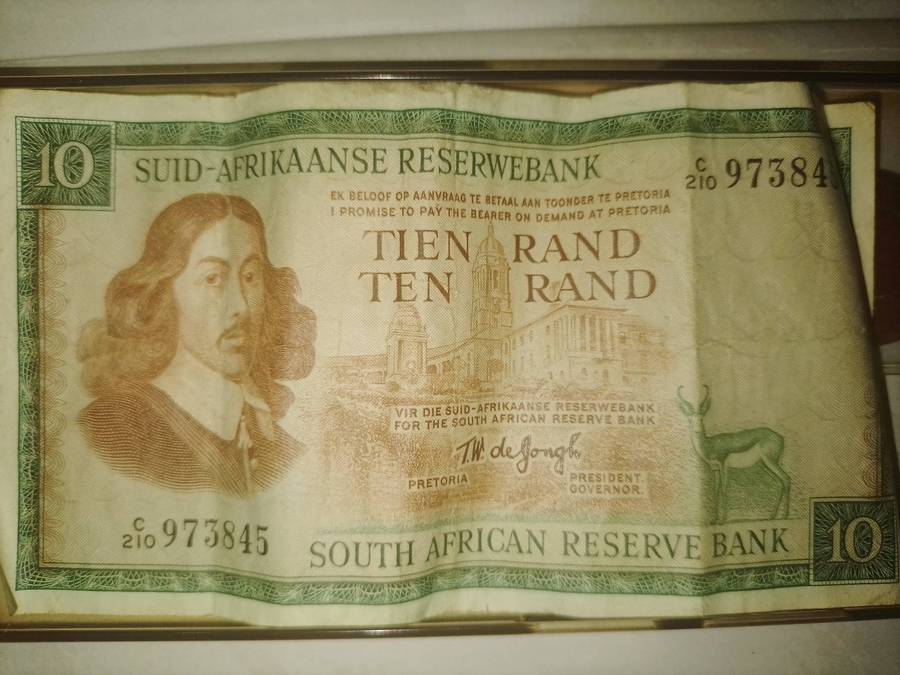 10
SUID-AFRIKAANSE RESERWEBANK
C/210 97384
EK BELOOF OP AANVRAAG TE BETAAL AAN TOONDER TE PRETORIA
I PROMISE TO PAY THE BEARER ON DEMAND AT PRETORIA
TIEN RAND
TEN RAND
VIR DIE SUID-AFRIKAANSE RESERWEBANK
FOR THE SOUTH AFRICAN RESERVE BANK
T.W. de Jongh
PRETORIA
PRESIDENT.
GOVERNOR.
C/210 973845
SOUTH AFRICAN RESERVE BANK
10